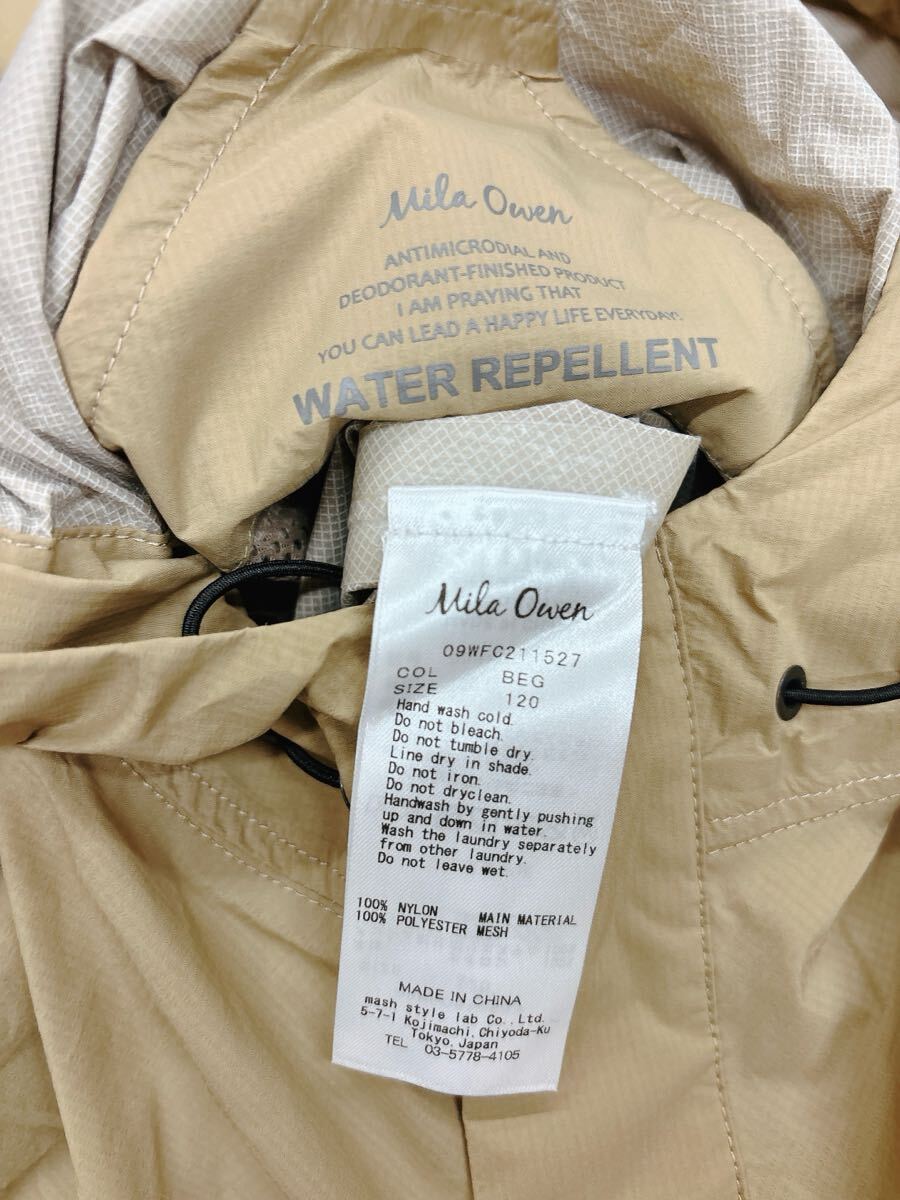 Mila Owen
ANTIMICRODIAL AND
DEODORANT-FINISHED PRODUCT
I AM PRAYING THAT
YOU CAN LEAD A HAPPY LIFE EVERYDAY!
WATER REPELLENT
Mila Owen
09WFC211527
COL BEG
SIZE 120
Hand wash cold.
Do not bleach.
Do not tumble dry.
Line dry in shade.
Do not iron.
Do not dryclean.
Handwash by gently pushing
up and down in water.
Wash the laundry separately
from other laundry.
Do not leave wet.
100% NYLON MAIN MATERIAL
100% POLYESTER MESH
MADE IN CHINA
mash style lab Co., Ltd.
5-7-1 Kojimachi, Chiyoda-Ku
Tokyo, Japan
TEL 03-5778-4105